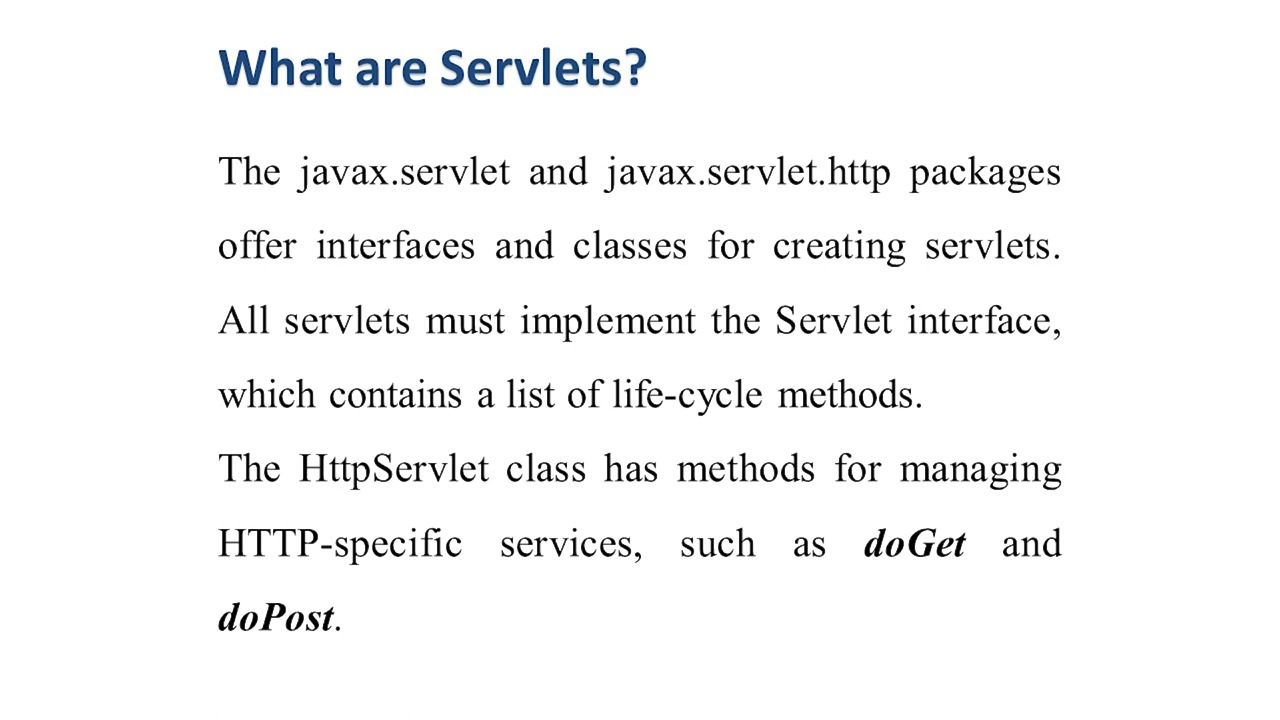 What are Servlets?
The javax.servlet and javax.servlet.http packages
offer interfaces and classes for creating servlets.
All servlets must implement the Servlet interface,
which contains a list of life-cycle methods.
The HttpServlet class has methods for managing
HTTP-specific services, such as doGet and
doPost.